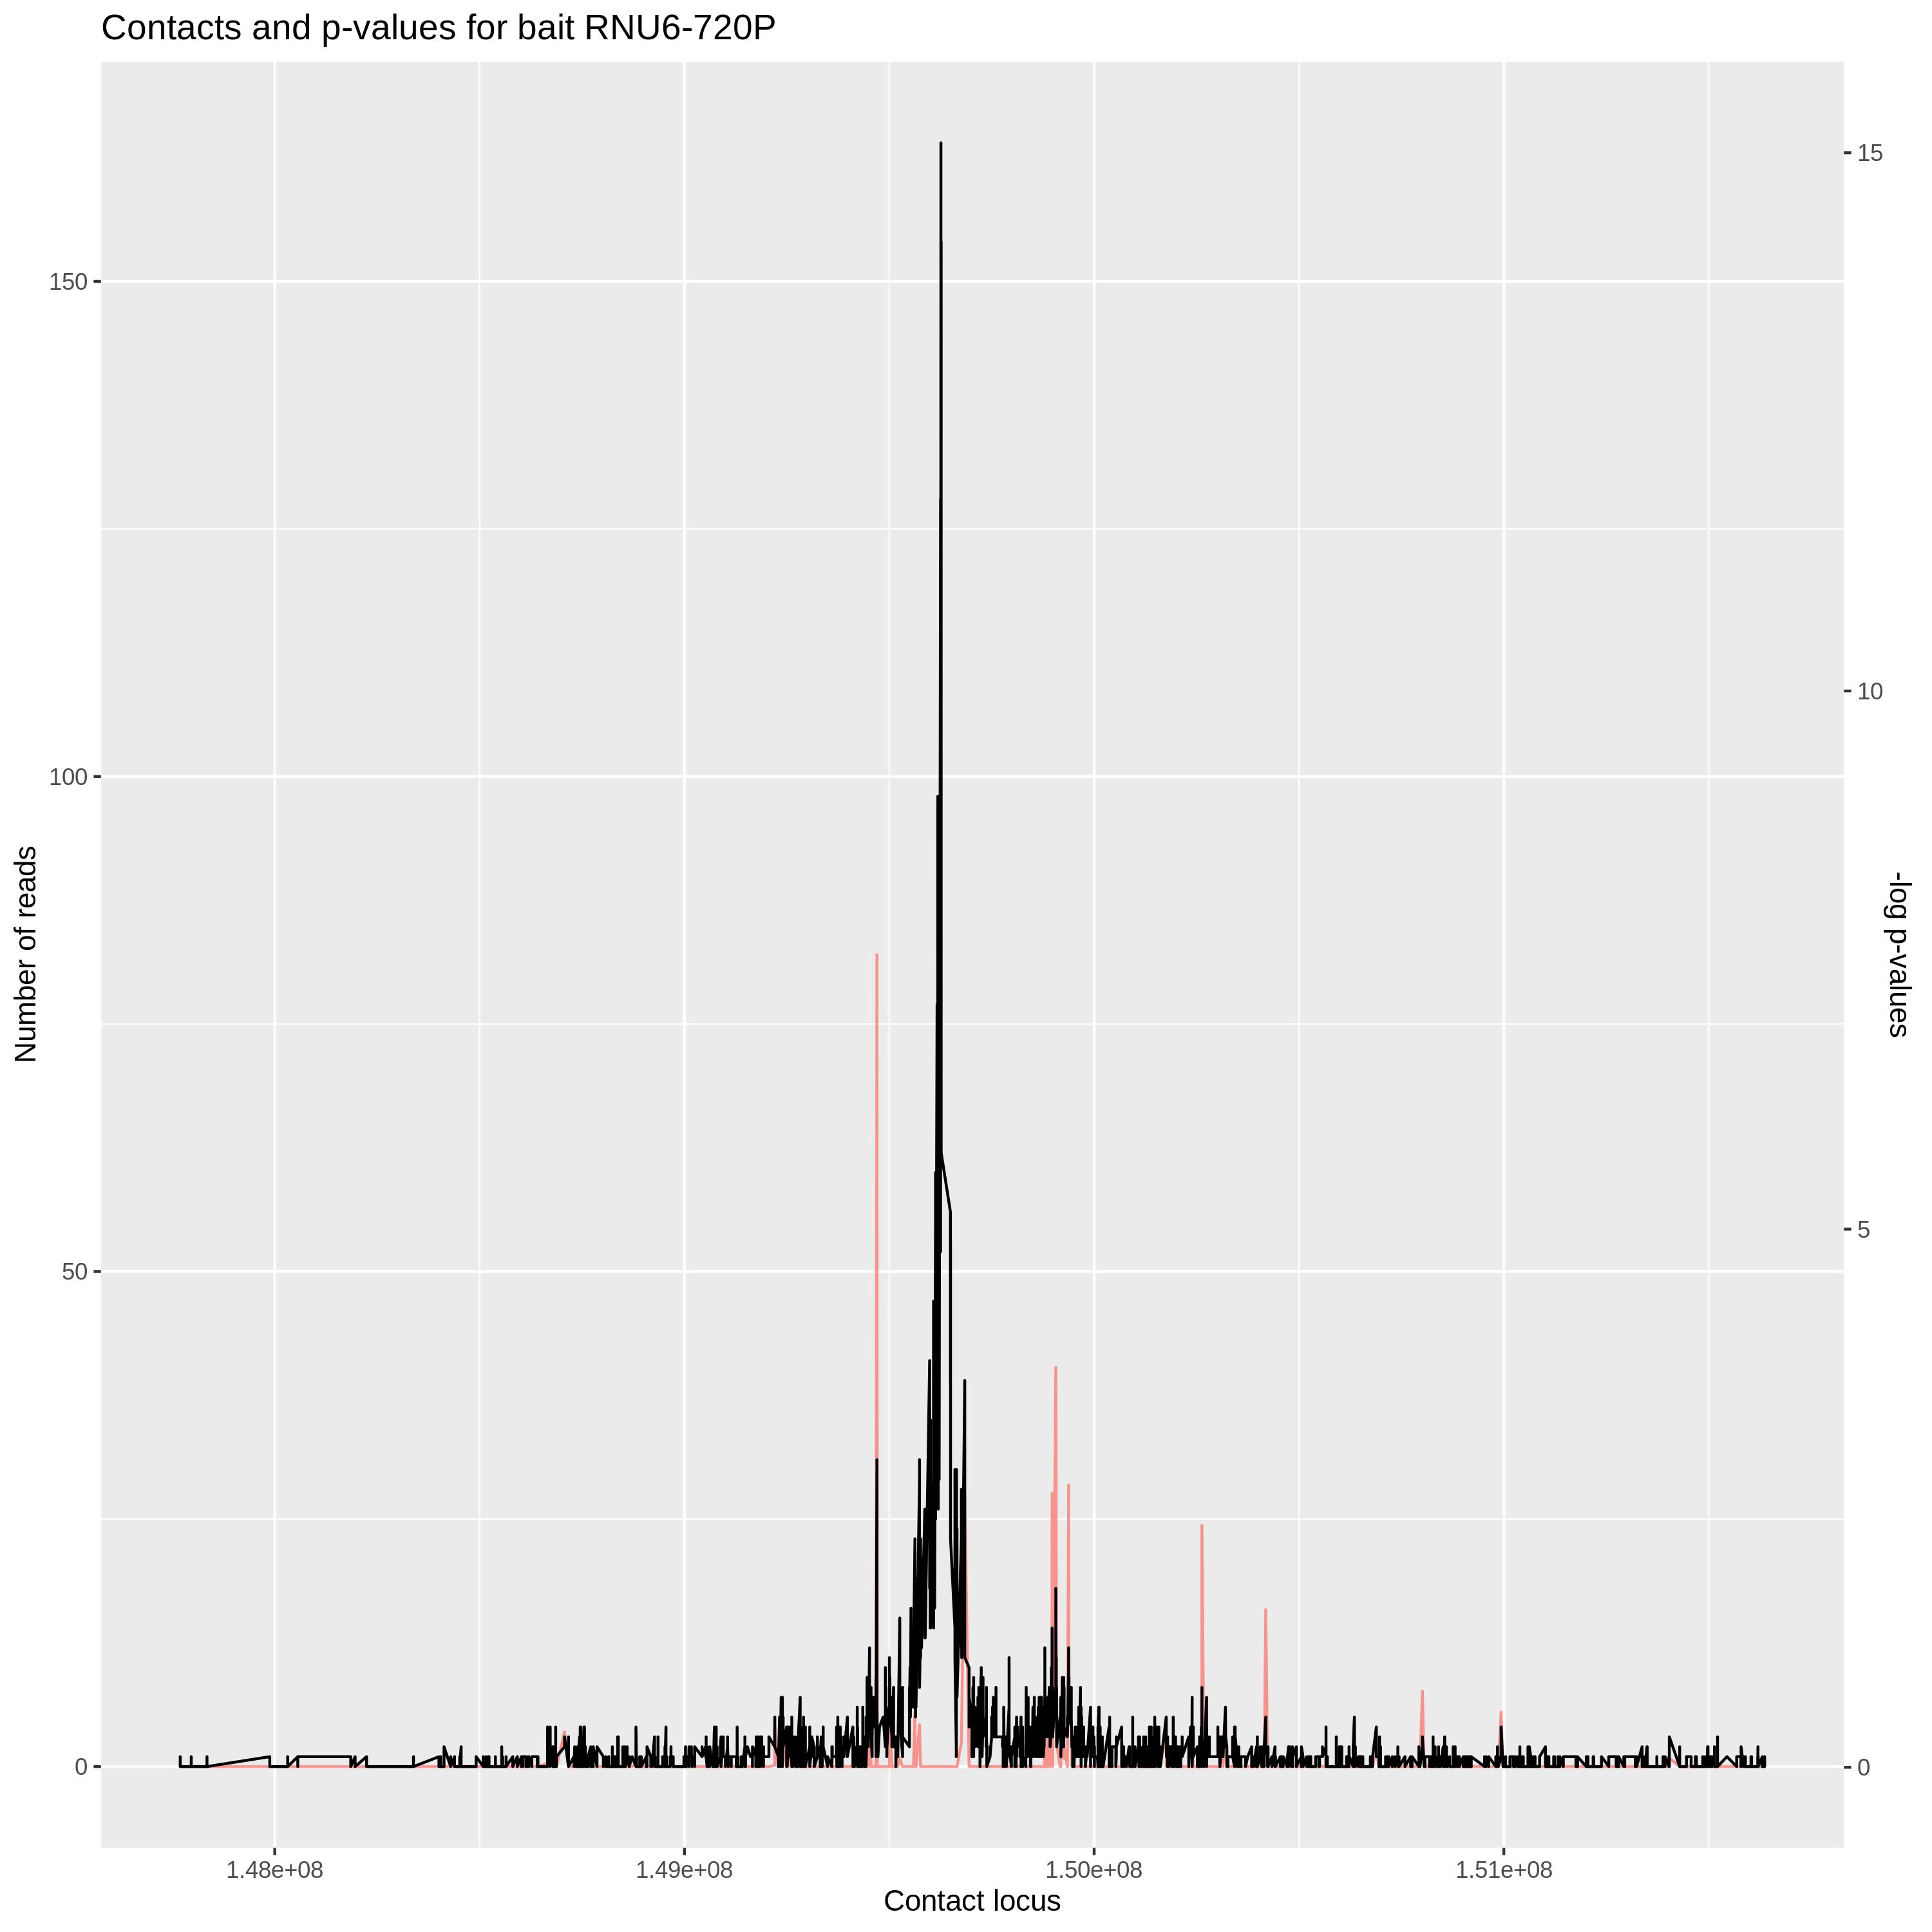 Contacts and p-values for bait RNU6-720P
150
100
50
0
15
10
5
0
Number of reads
-log p-values
1.48e+08
1.49e+08
1.50e+08
1.51e+08
Contact locus